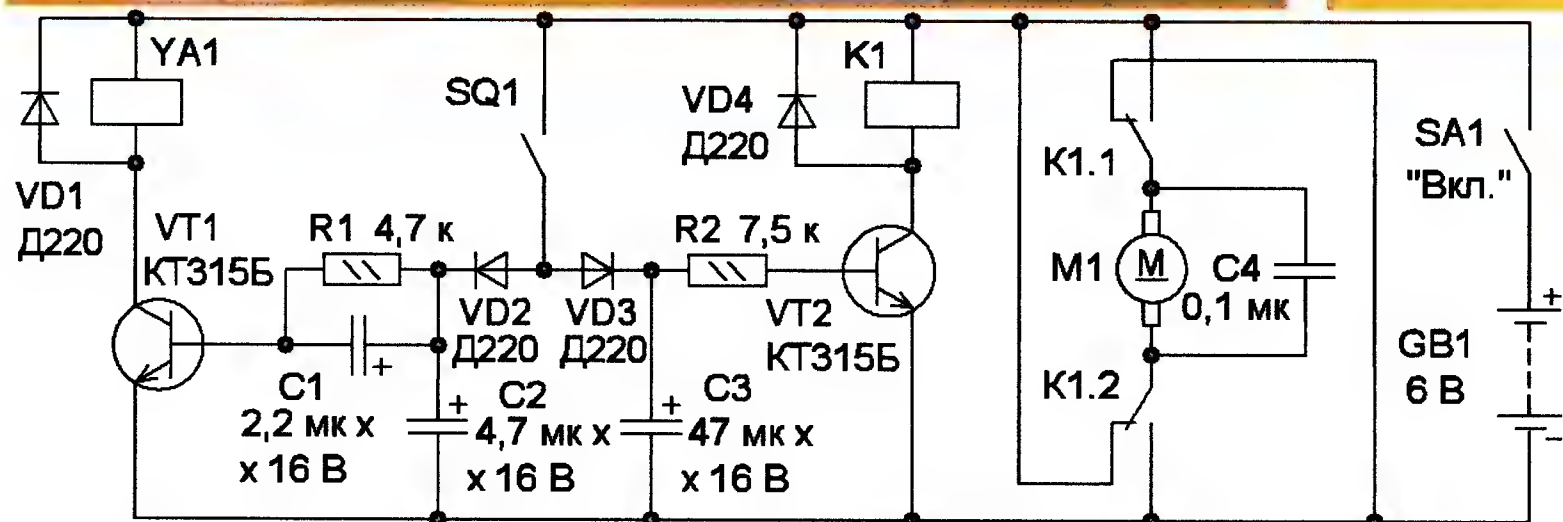 YA1
VD1
Д220
VT1
КТ315Б
R1 4,7 к
C1
2,2 мк х
х 16 В
SQ1
VD2
Д220
VD3
Д220
C2
4,7 мк х
х 16 В
C3
47 мк х
х 16 В
R2 7,5 к
VD4
Д220
K1
VT2
КТ315Б
K1.1
M1
M
C4
0,1 мк
K1.2
SA1
"Вкл."
GB1
6 В